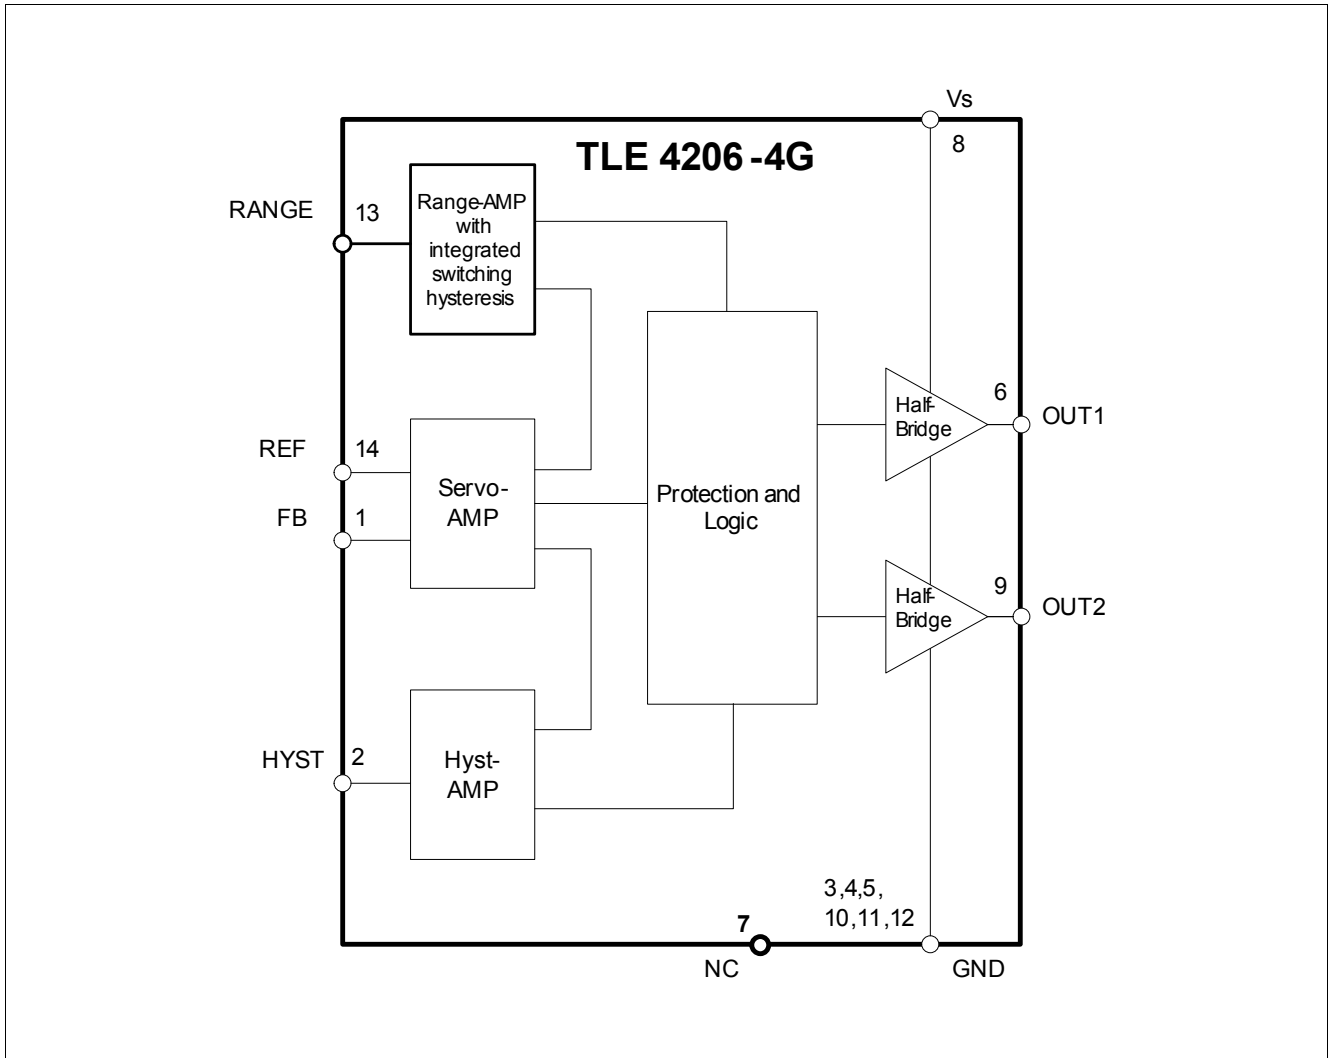 Vs
8
TLE 4206-4G
RANGE
13
Range-AMP
with
integrated
switching
hysteresis
REF
14
FB
1
Servo-
AMP
Protection and
Logic
Half-
Bridge
6
OUT1
Half-
Bridge
9
OUT2
HYST
2
Hyst-
AMP
3,4,5,
10,11,12
7
NC
GND